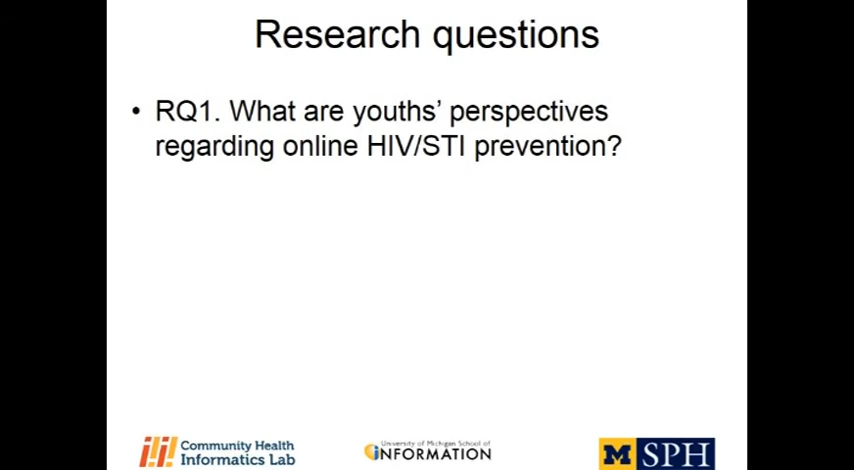 Research questions
• RQ1. What are youths’ perspectives
regarding online HIV/STI prevention?
Community Health
Informatics Lab
University of Michigan School of
iNFORMATION
M SPH